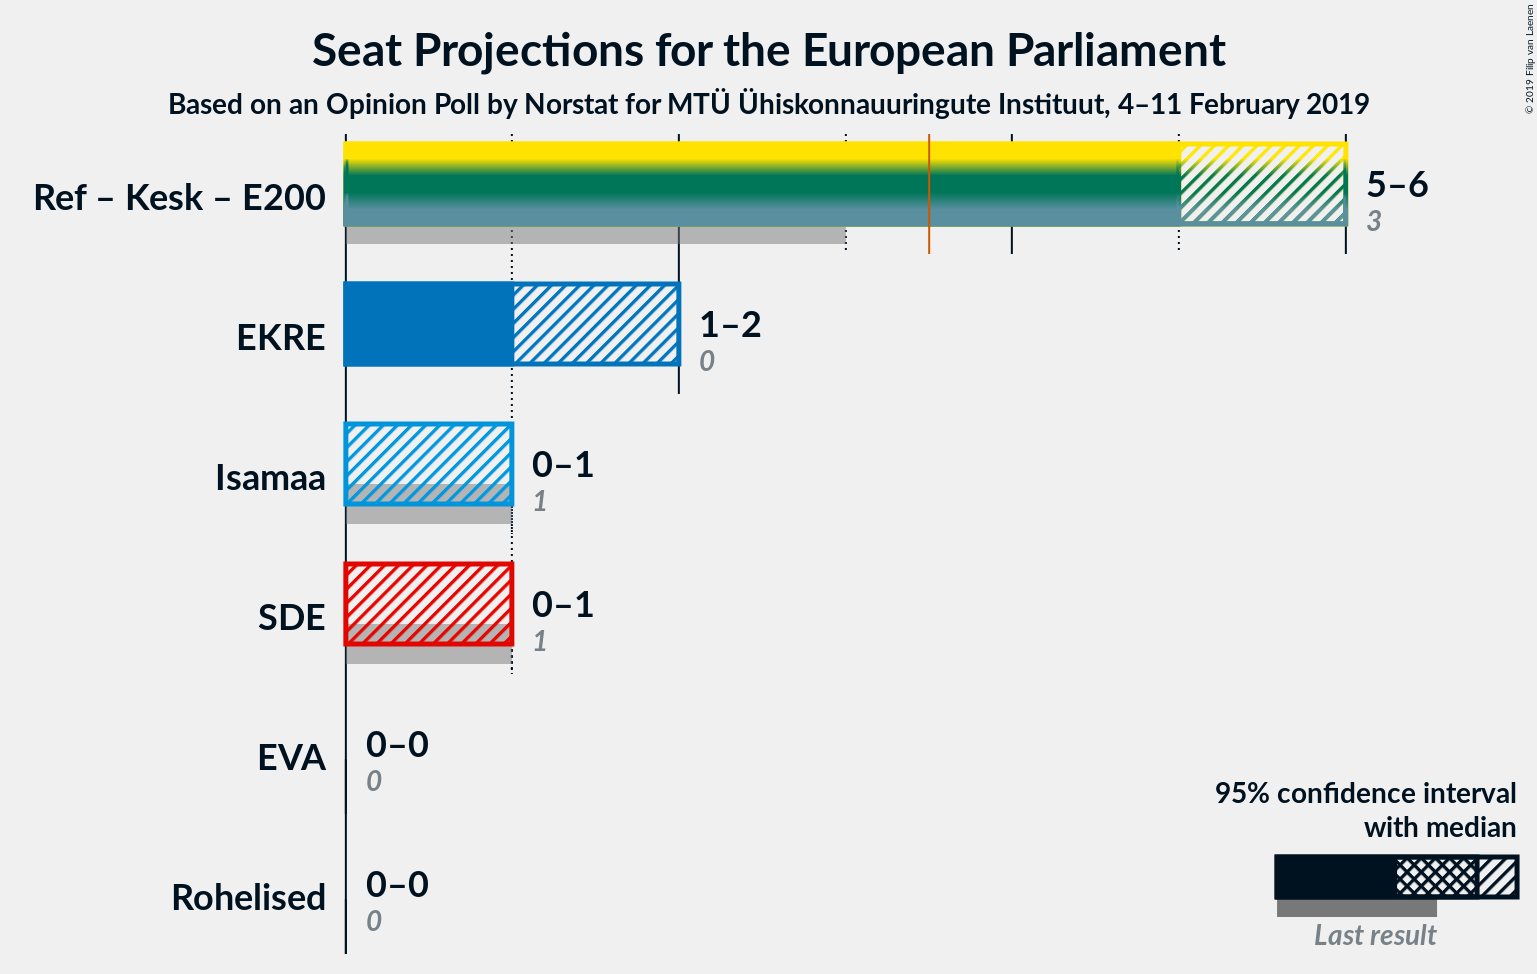 Seat Projections for the European Parliament
Based on an Opinion Poll by Norstat for MTÜ Ühiskonnauuringute Instituut, 4–11 February 2019
© 2019 Filip van Laenen
Ref – Kesk – E200
5–6
3
EKRE
1–2
0
Isamaa
0–1
1
SDE
0–1
1
EVA
0–0
0
Rohelised
0–0
0
95% confidence interval
with median
Last result